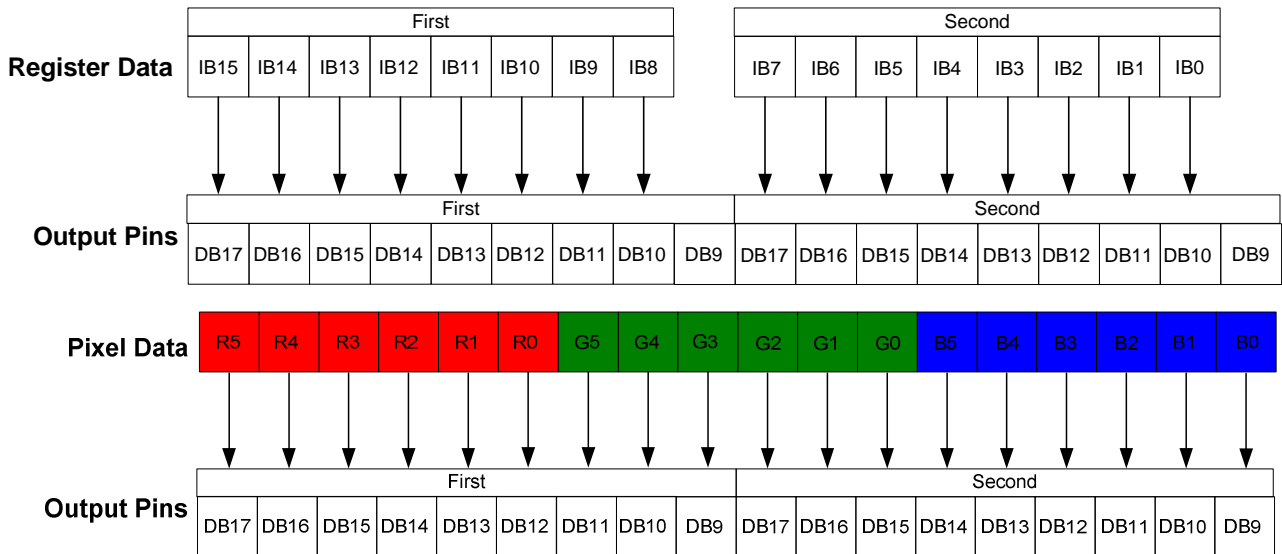 First Second
Register Data IB15 IB14 IB13 IB12 IB11 IB10 IB9 IB8 IB7 IB6 IB5 IB4 IB3 IB2 IB1 IB0
First Second
Output Pins DB17 DB16 DB15 DB14 DB13 DB12 DB11 DB10 DB9 DB17 DB16 DB15 DB14 DB13 DB12 DB11 DB10 DB9
Pixel Data R5 R4 R3 R2 R1 R0 G5 G4 G3 G2 G1 G0 B5 B4 B3 B2 B1 B0
First Second
Output Pins DB17 DB16 DB15 DB14 DB13 DB12 DB11 DB10 DB9 DB17 DB16 DB15 DB14 DB13 DB12 DB11 DB10 DB9